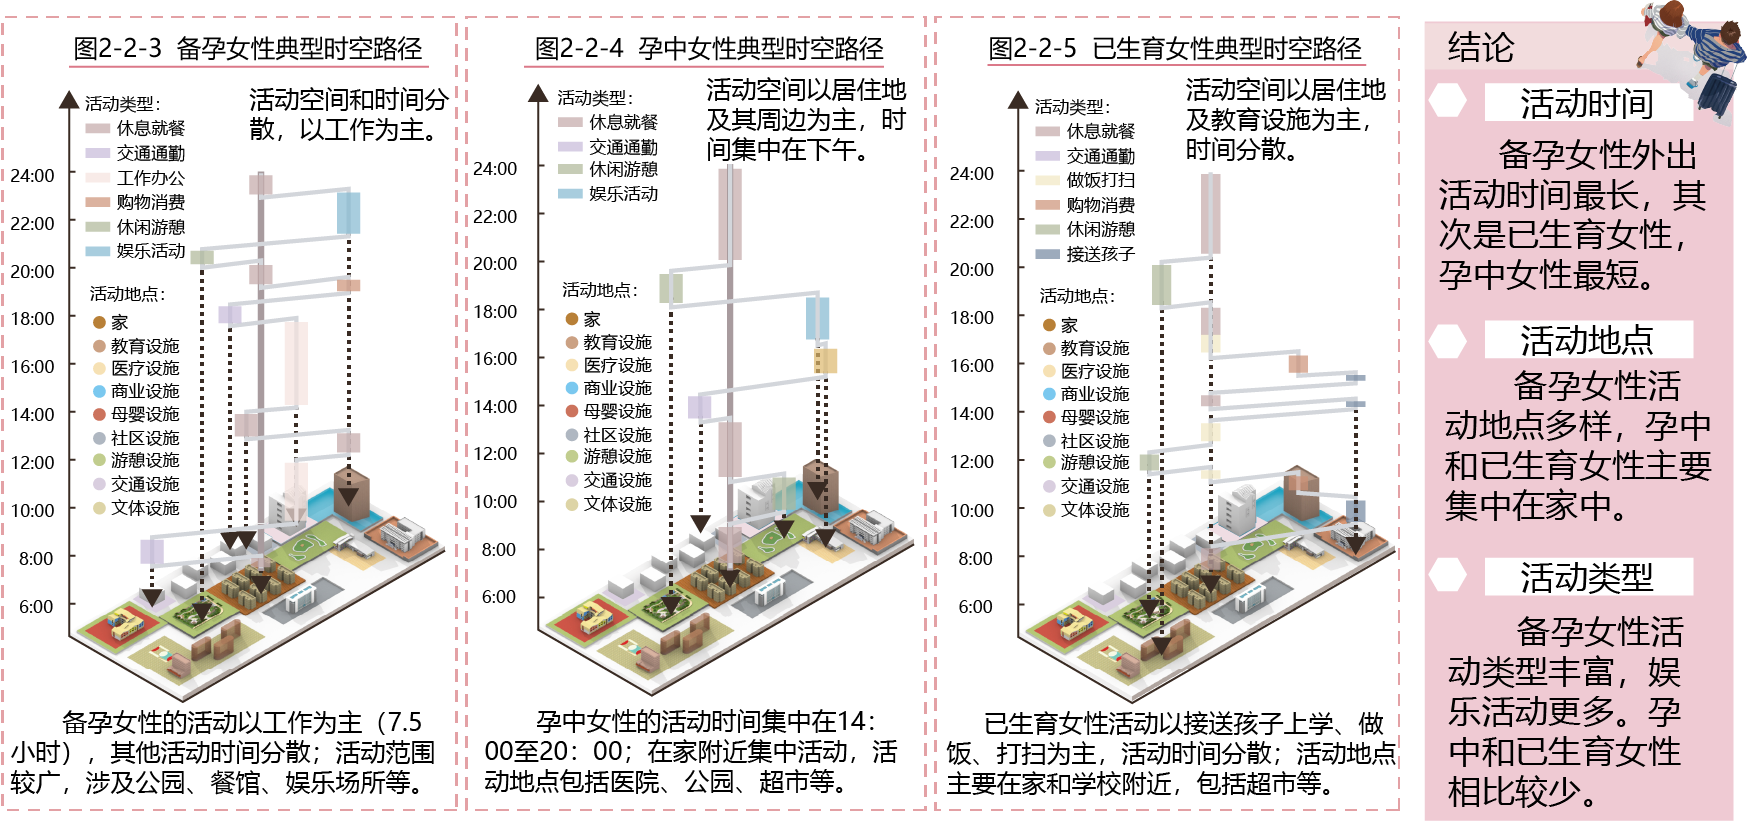 图2-2-3 备孕女性典型时空路径
活动类型：
休息就餐
交通通勤
工作办公
购物消费
休闲游憩
娱乐活动
活动空间和时间分
散，以工作为主。
活动地点：
家
教育设施
医疗设施
商业设施
母婴设施
社区设施
游憩设施
交通设施
文体设施
24:00
22:00
20:00
18:00
16:00
14:00
12:00
10:00
8:00
6:00
备孕女性的活动以工作为主（7.5
小时），其他活动时间分散；活动范围
较广，涉及公园、餐馆、娱乐场所等。
图2-2-4 孕中女性典型时空路径
活动类型：
休息就餐
交通通勤
休闲游憩
娱乐活动
活动空间以居住地
及其周边为主，时
间集中在下午。
活动地点：
家
教育设施
医疗设施
商业设施
母婴设施
社区设施
游憩设施
交通设施
文体设施
24:00
22:00
20:00
18:00
16:00
14:00
12:00
10:00
8:00
6:00
孕中女性的活动时间集中在14：
00至20：00；在家附近集中活动，活
动地点包括医院、公园、超市等。
图2-2-5 已生育女性典型时空路径
活动类型：
休息就餐
交通通勤
做饭打扫
购物消费
休闲游憩
接送孩子
活动空间以居住地
及教育设施为主，
时间分散。
活动地点：
家
教育设施
医疗设施
商业设施
母婴设施
社区设施
游憩设施
交通设施
文体设施
24:00
22:00
20:00
18:00
16:00
14:00
12:00
10:00
8:00
6:00
已生育女性活动以接送孩子上学、做
饭、打扫为主，活动时间分散；活动地点
主要在家和学校附近，包括超市等。
结论
活动时间
备孕女性外出
活动时间最长，其
次是已生育女性，
孕中女性最短。
活动地点
备孕女性活
动地点多样，孕中
和已生育女性主要
集中在家中。
活动类型
备孕女性活
动类型丰富，娱
乐活动更多。孕
中和已生育女性
相比较少。